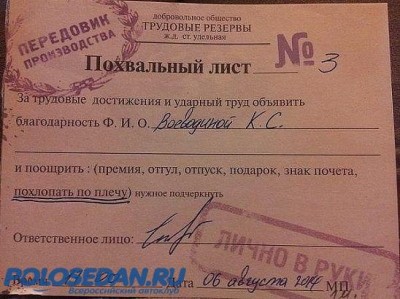 ПЕРЕДОВИК
ПРОИЗВОДСТВА
добровольное общество
ТРУДОВЫЕ РЕЗЕРВЫ
ж.д. ст. удельная
Похвальный лист № 3
За трудовые достижения и ударный труд объявить
благодарность Ф. И. О. Воеводиной К. С.
и поощрить : (премия, отгул, отпуск, подарок, знак почета,
похлопать по плечу) нужное подчеркнуть
Ответственное лицо:
ЛИЧНО В РУКИ
Дата 06 августа МП
POLOSEDAN.RU
Всероссийский автоклуб